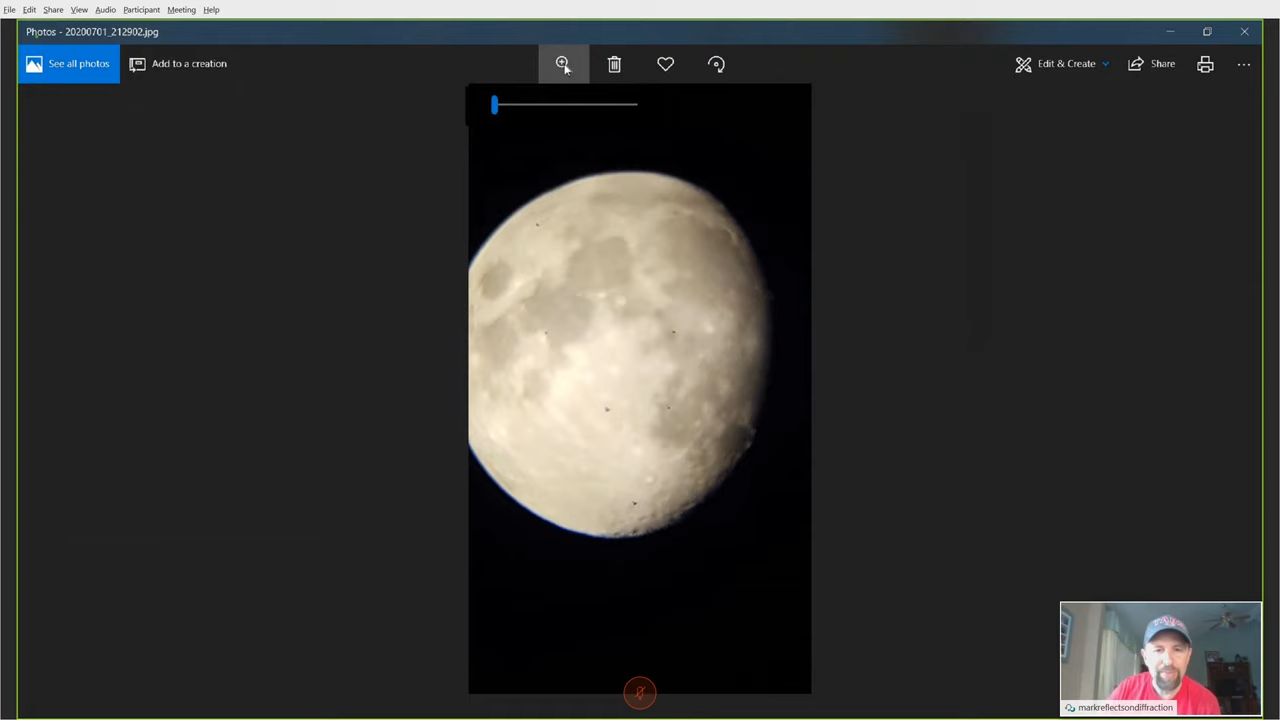 File Edit Share View Audio Participant Meeting Help
Photos - 20200701_212902.jpg
See all photos Add to a creation Edit & Create Share
markreflectsondiffraction